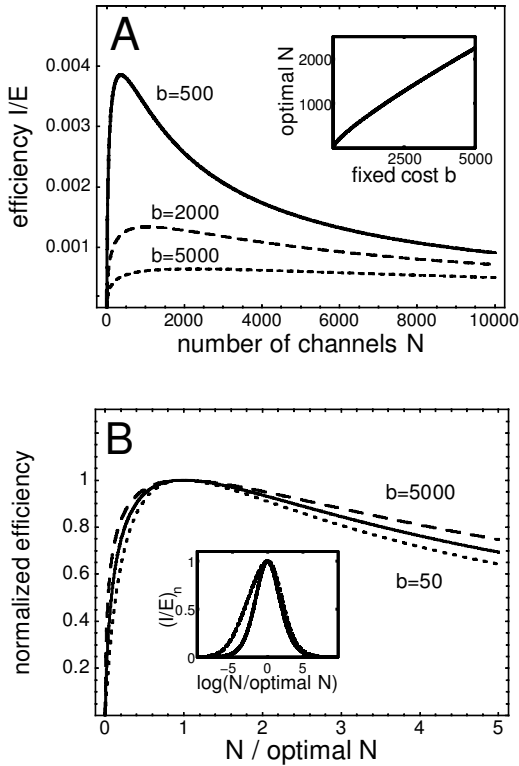 A
efficiency I/E
0.004
0.003
0.002
0.001
b=500
b=2000
b=5000
optimal N
2000
1000
2500
5000
fixed cost b
0
2000
4000
6000
8000
10000
number of channels N
B
normalized efficiency
1
0.8
0.6
0.4
0.2
b=5000
b=50
(I/E)n
1
0.5
0
−5
0
5
log(N/optimal N)
0
1
2
3
4
5
N / optimal N